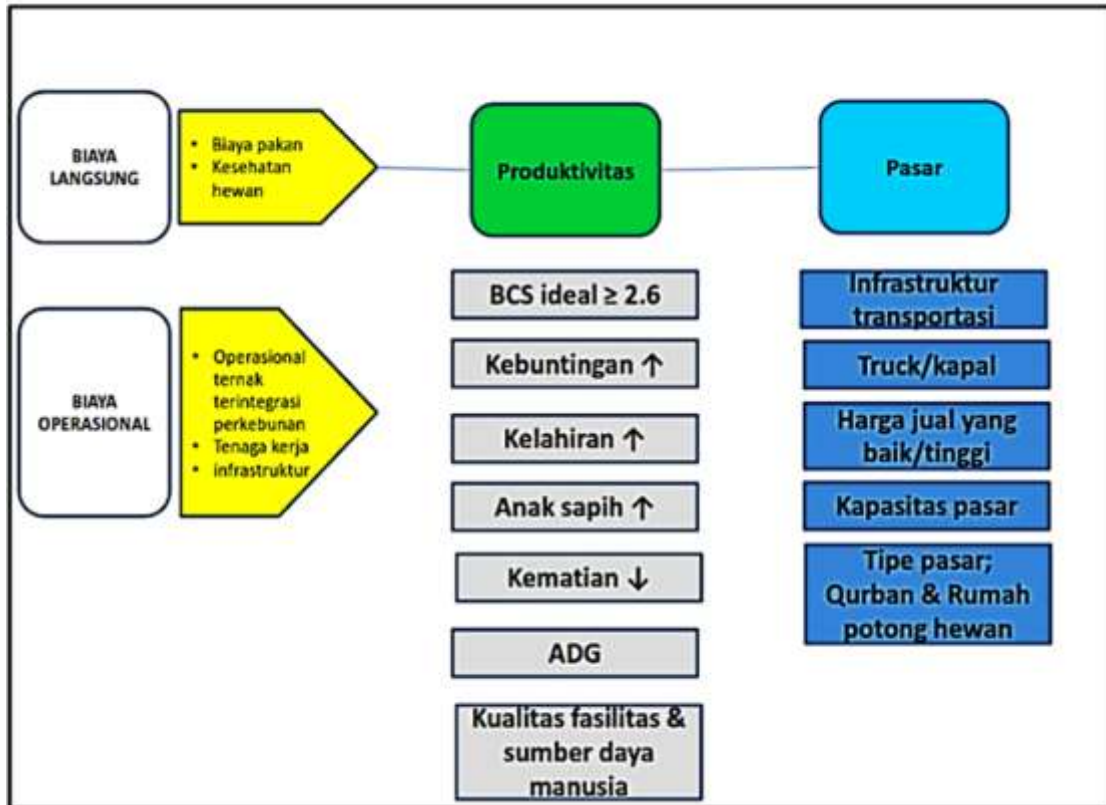 BIAYA
LANGSUNG
• Biaya pakan
• Kesehatan
hewan
Produktivitas
Pasar
BIAYA
OPERASIONAL
• Operasional
ternak
terintegrasi
perkebunan
• Tenaga kerja
• infrastruktur
BCS ideal ≥ 2.6
Kebuntingan ↑
Kelahiran ↑
Anak sapih ↑
Kematian ↓
ADG
Kualitas fasilitas &
sumber daya
manusia
Infrastruktur
transportasi
Truck/kapal
Harga jual yang
baik/tinggi
Kapasitas pasar
Tipe pasar;
Qurban & Rumah
potong hewan